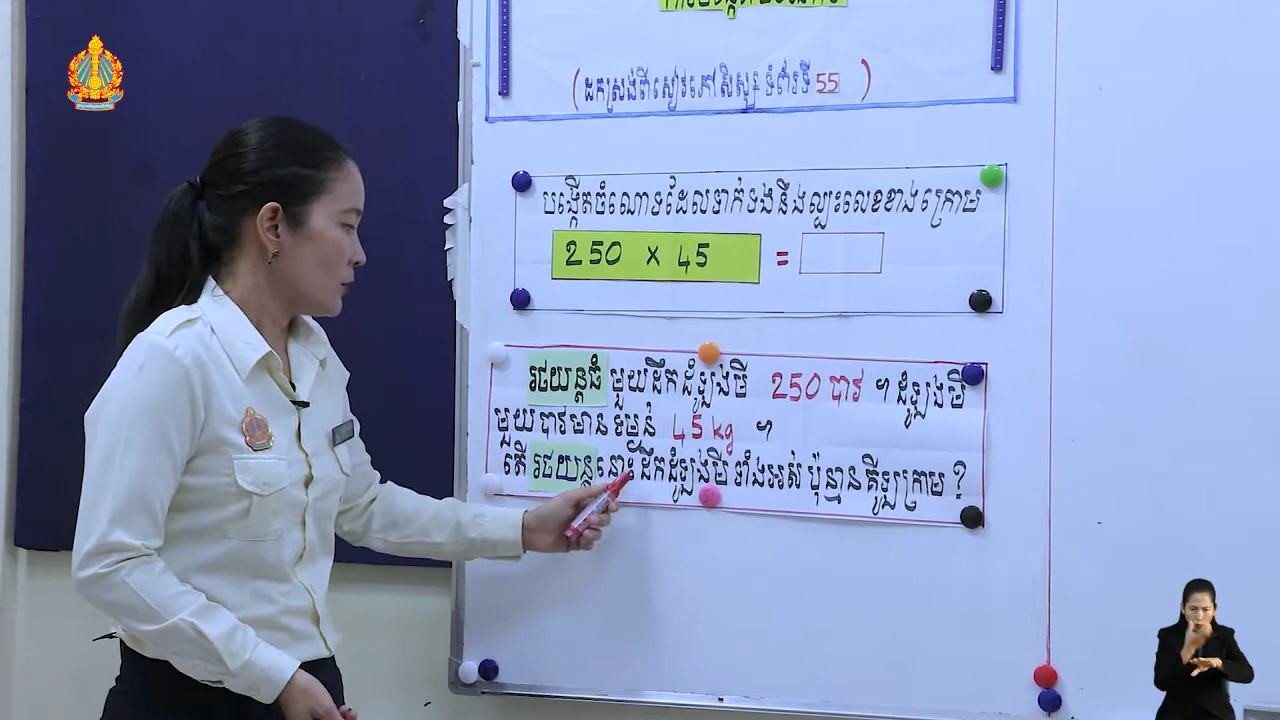 (ដកស្រង់ពីសៀវភៅសិស្ស ទំព័រទី 55)
បង្កើតចំណោទដែលទាក់ទងនឹងល្បះលេខខាងក្រោម
250 x 45 =
រថយន្តធំ មួយដឹកដំឡូងមី 250 បាវ ។ ដំឡូងមី
មួយបាវមានទម្ងន់ 45 kg ។
តើ រថយន្តនោះដឹកដំឡូងមីទាំងអស់ ប៉ុន្មានគីឡូក្រាម ?